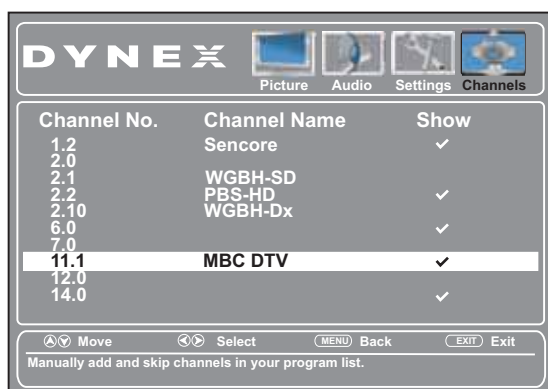 DYNEX
Picture Audio Settings Channels
Channel No. Channel Name Show
1.2 Sencore ✓
2.0
2.1 WGBH-SD
2.2 PBS-HD ✓
2.10 WGBH-Dx
6.0 ✓
7.0
11.1 MBC DTV ✓
12.0
14.0 ✓
Move Select MENU Back EXIT Exit
Manually add and skip channels in your program list.